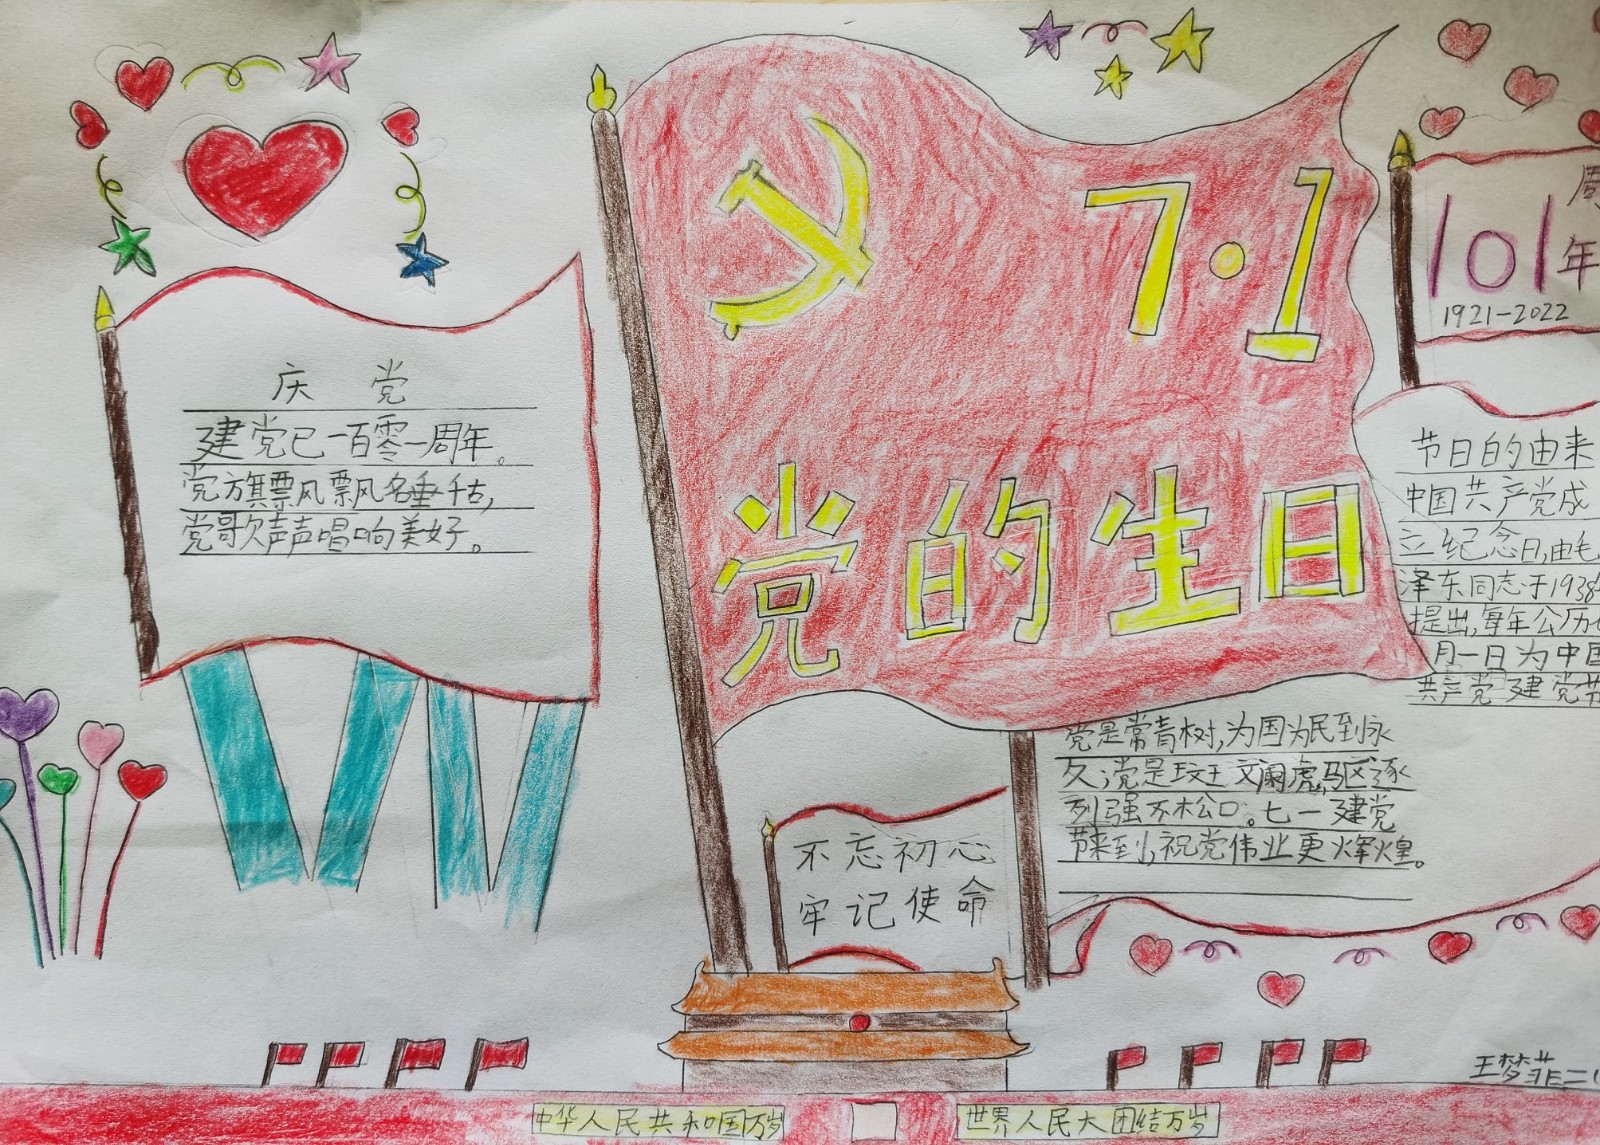 7·1
党的生日
周
101年
1921-2022
庆 党
建党已一百零一周年。
党旗飘飘名垂千古,
党歌声声唱响美好。
节日的由来
中国共产党成
立纪念日,由毛
泽东同志于1938年
提出,每年公历七
月一日为中国
共产党建党节
党是常青树,为国为民到永
久,党是玟王文阑虎,驱逐
列强不松口。七一建党
节来到,祝党伟业更辉煌。
不忘初心
牢记使命
王梦菲二
中华人民共和国万岁
世界人民大团结万岁